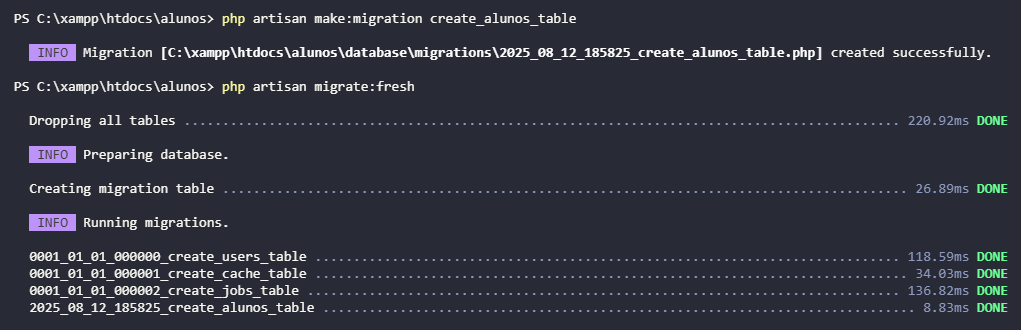 PS C:\xampp\htdocs\alunos> php artisan make:migration create_alunos_table
INFO Migration [C:\xampp\htdocs\alunos\database\migrations\2025_08_12_185825_create_alunos_table.php] created successfully.
PS C:\xampp\htdocs\alunos> php artisan migrate:fresh
Dropping all tables ............................................................................................. 220.92ms DONE
INFO Preparing database.
Creating migration table ......................................................................................... 26.89ms DONE
INFO Running migrations.
0001_01_01_000000_create_users_table ............................................................................ 118.59ms DONE
0001_01_01_000001_create_cache_table ............................................................................. 34.03ms DONE
0001_01_01_000002_create_jobs_table ............................................................................. 136.82ms DONE
2025_08_12_185825_create_alunos_table ............................................................................. 8.83ms DONE